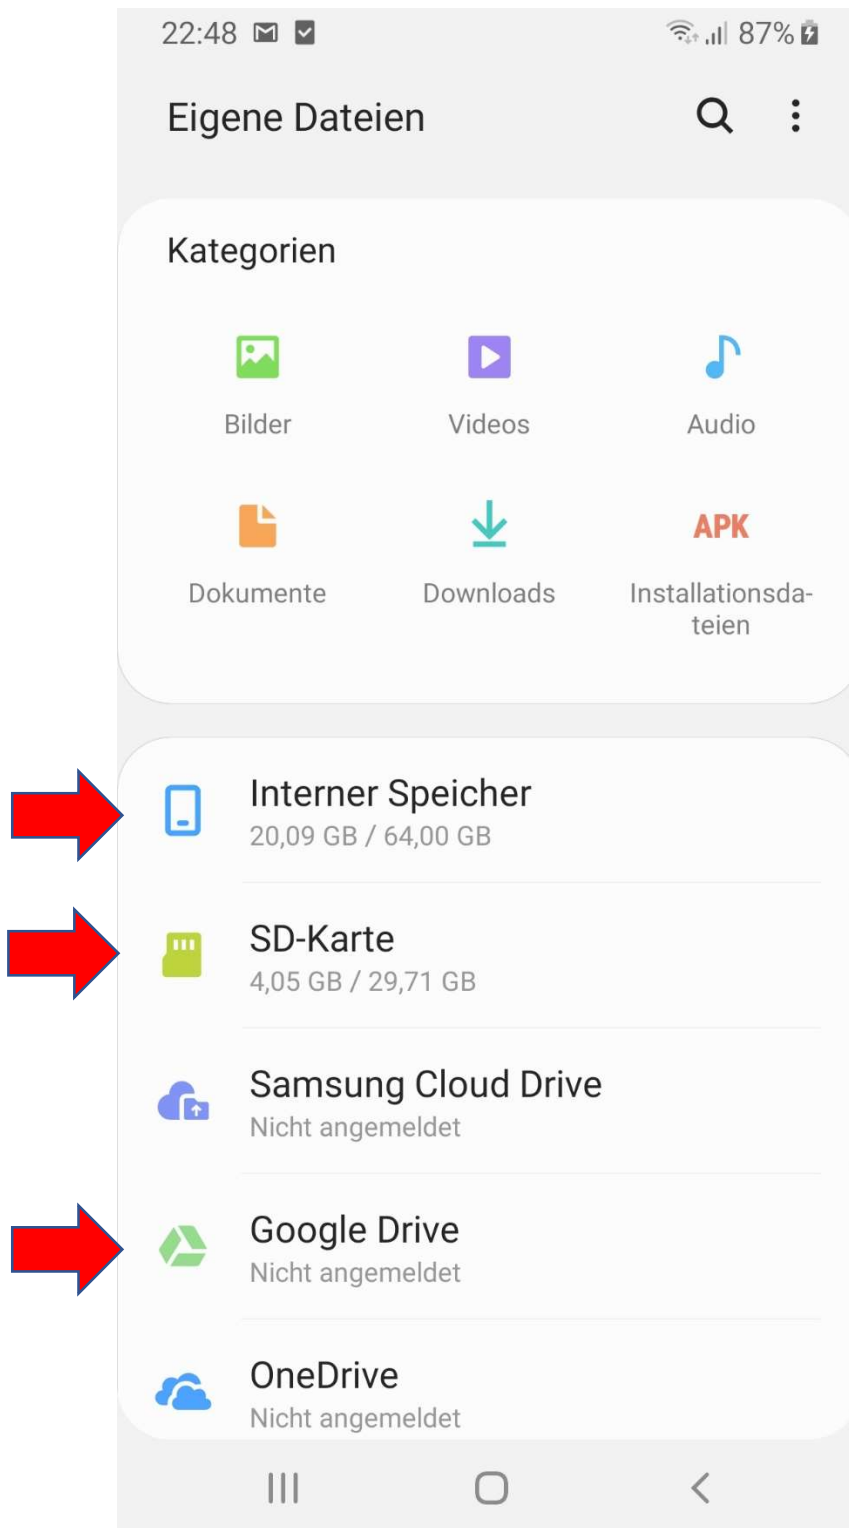 22:48
87%
Eigene Dateien
Kategorien
Bilder
Videos
Audio
Dokumente
Downloads
APK
Installationsda-
teien
Interner Speicher
20,09 GB / 64,00 GB
SD-Karte
4,05 GB / 29,71 GB
Samsung Cloud Drive
Nicht angemeldet
Google Drive
Nicht angemeldet
OneDrive
Nicht angemeldet